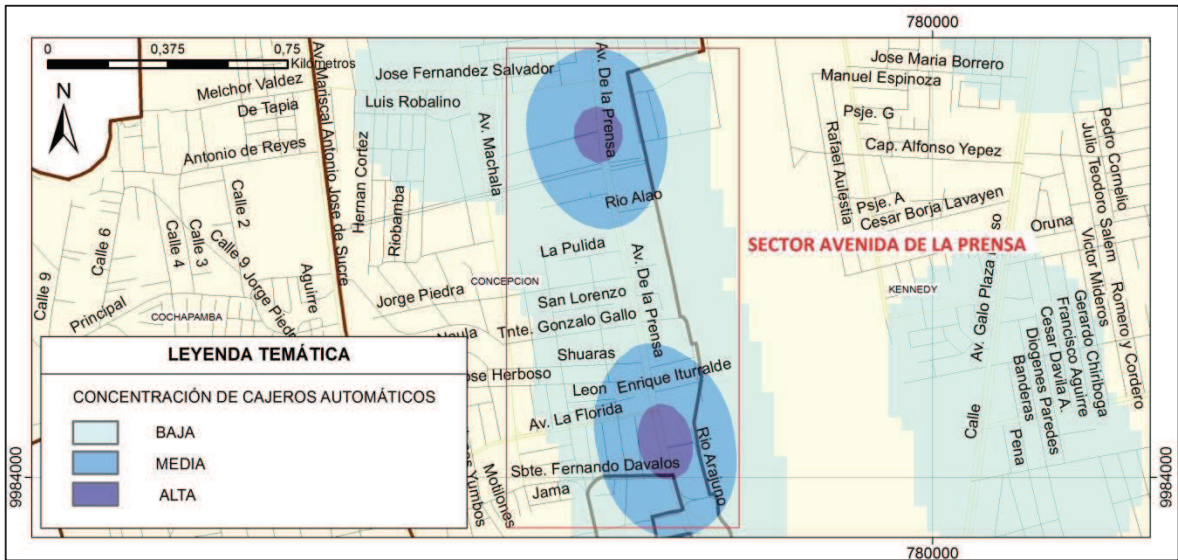 780000
0 0,375 0,75
Kilometros
N
Av. Mariscal Antonio Jose de Sucre
Melchor Valdez
De Tapia
Antonio de Reyes
Jose Fernandez Salvador
Luis Robalino
Av. Machala
Av. De la Prensa
Hernan Cortez
Riobamba
Rio Alao
Jose Maria Borrero
Manuel Espinoza
Psje. G
Cap. Alfonso Yepez
Rafael Aulestia
Psje. A
Cesar Borja Lavayen
Pedro Cornelio
Julio Teodoro Salem
Oruna
Victor Mideros
Romero y Cordero
Gerardo Chiriboga
Francisco Aguirre
Cesar Davila A.
Diogenes Paredes
Banderas
Pena
Calle
Av. Galo Plaza
so
KENNEDY
SECTOR AVENIDA DE LA PRENSA
Calle 9
Calle 6
Calle 4
Calle 3
Calle 2
Calle 9
Jorge Piedr
Aguirre
Principal
COCHAPAMBA
La Pulida
CONCEPCION
Jorge Piedra
San Lorenzo
Av. De la Prensa
Tnte. Gonzalo Gallo
Shuaras
ose Herboso
Leon
Enrique Iturralde
Av. La Florida
Rio Arajuno
Sbte. Fernando Davalos
Jama
Motilones
Yumbos
LEYENDA TEMÁTICA
CONCENTRACIÓN DE CAJEROS AUTOMÁTICOS
BAJA
MEDIA
ALTA
9984000
9984000
780000